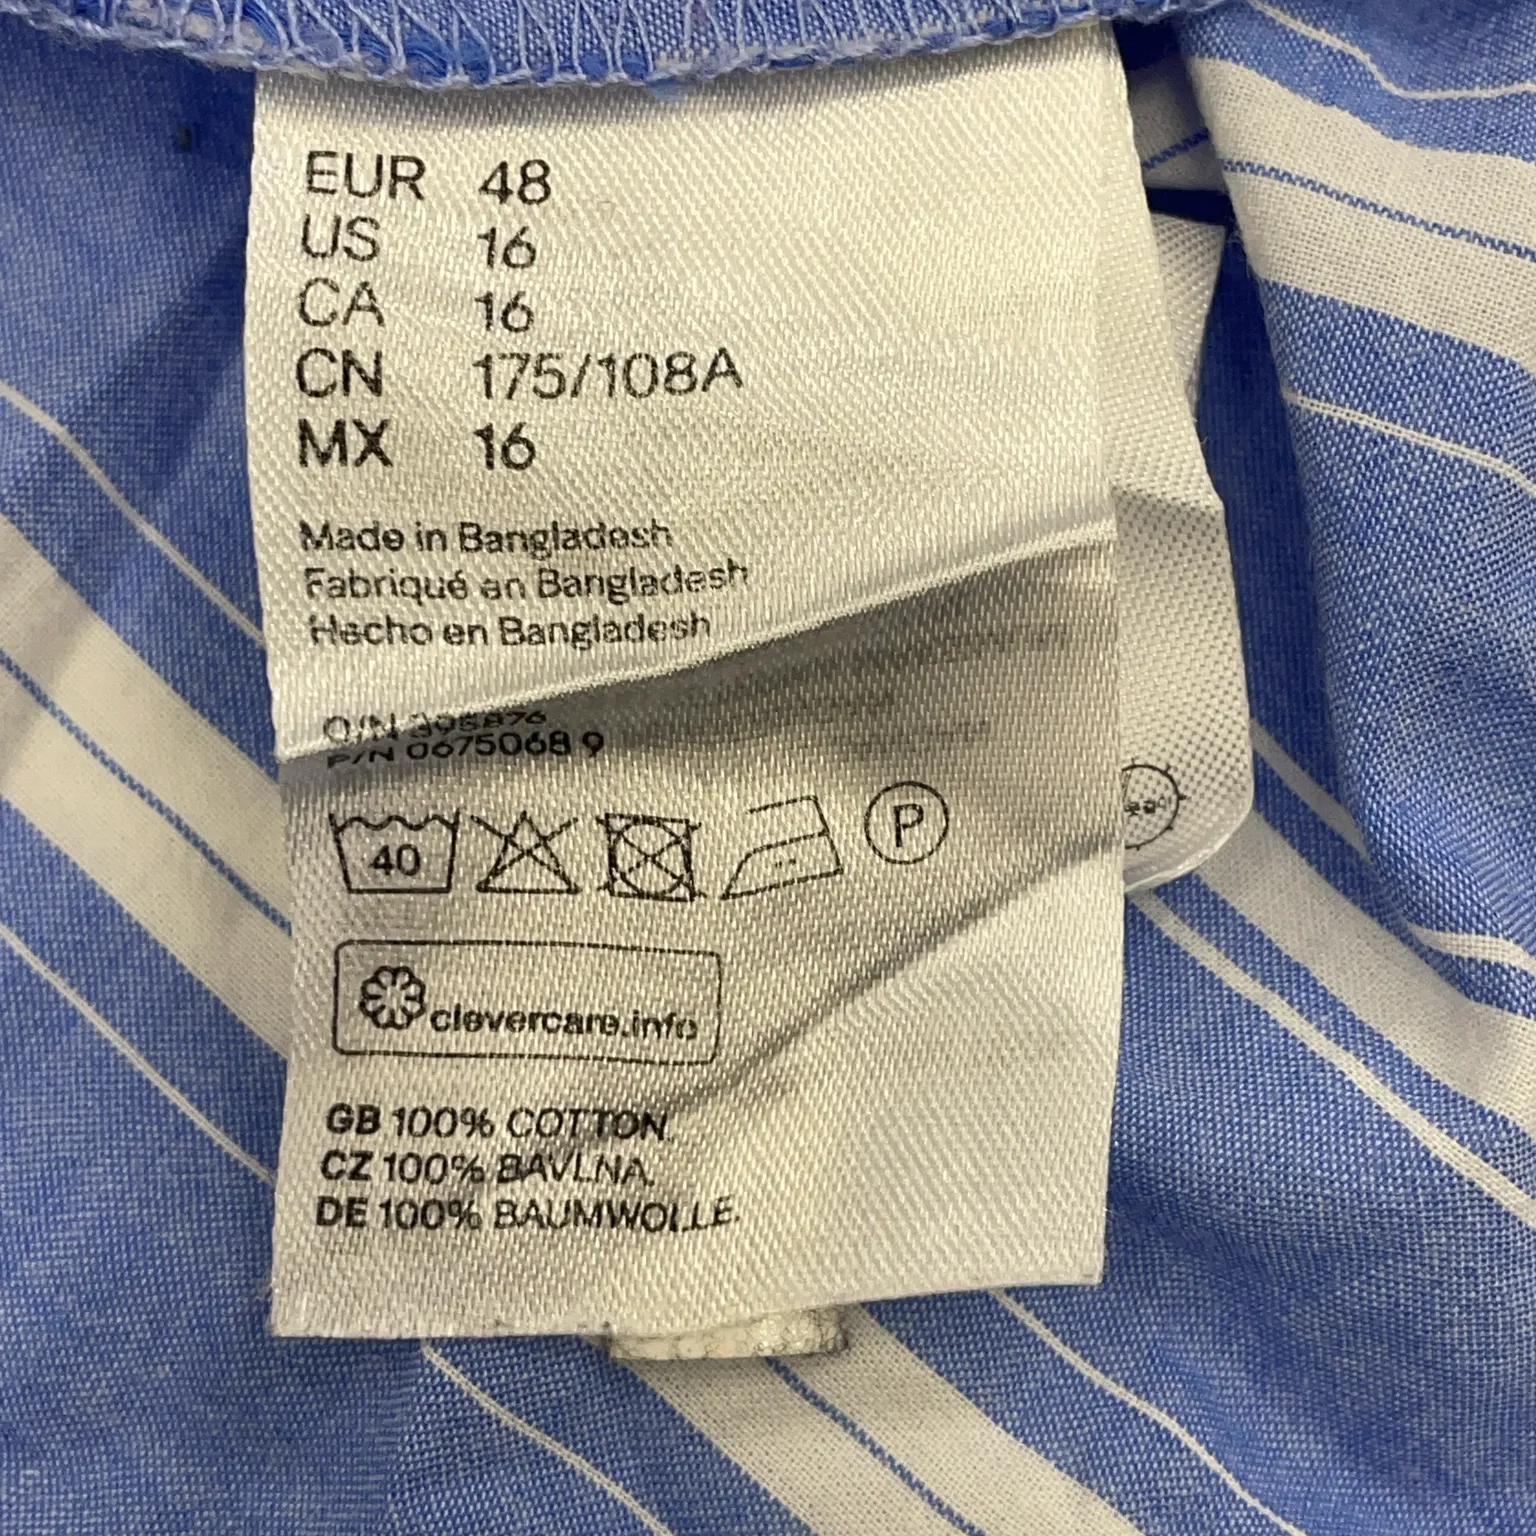 EUR 48
US 16
CA 16
CN 175/108A
MX 16
Made in Bangladesh
Fabriqué en Bangladesh
Hecho en Bangladesh
O/N 395876
P/N 0675068 9
40
P
clevercare.info
GB 100% COTTON.
CZ 100% BAVLNA.
DE 100% BAUMWOLLE.